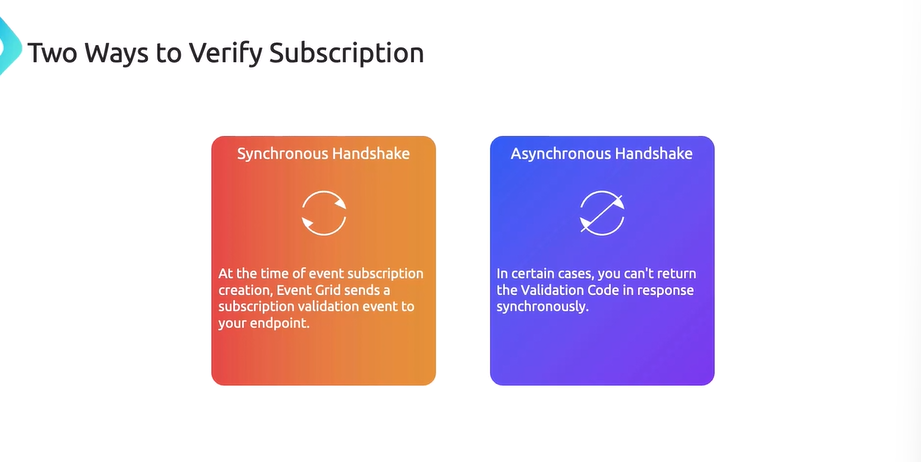 Two Ways to Verify Subscription
Synchronous Handshake
At the time of event subscription
creation, Event Grid sends a
subscription validation event to
your endpoint.
Asynchronous Handshake
In certain cases, you can't return
the Validation Code in response
synchronously.